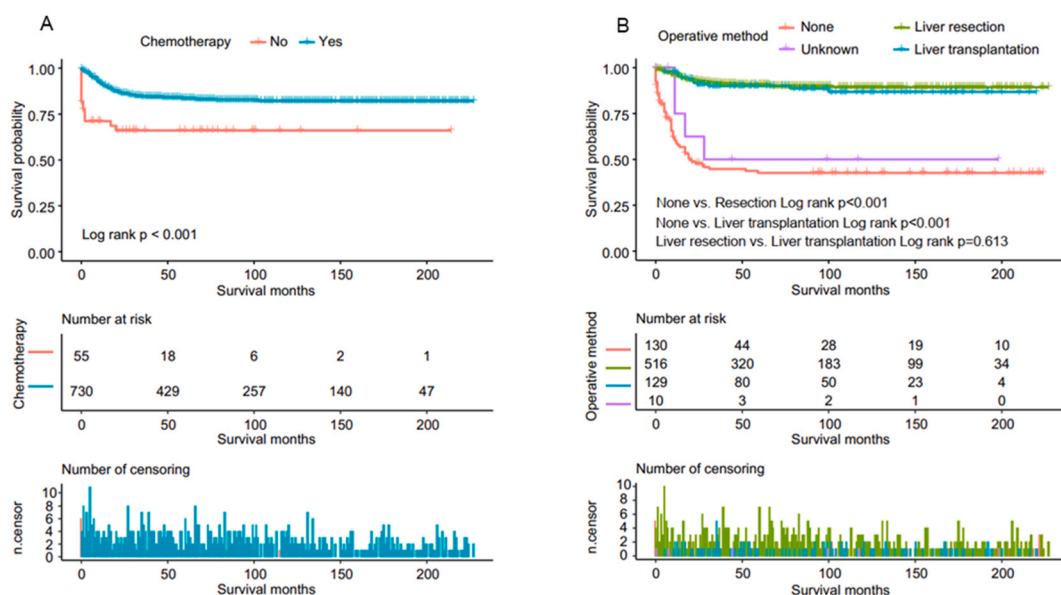 A
Chemotherapy No Yes
Survival probability
1.00
0.75
0.50
0.25
0.00
Log rank p < 0.001
0 50 100 150 200
Survival months
Number at risk
Chemotherapy
55 18 6 2 1
730 429 257 140 47
0 50 100 150 200
Survival months
Number of censoring
n.censor
10
8
6
4
2
0
0 50 100 150 200
Survival months
B
Operative method
None Liver resection
Unknown Liver transplantation
Survival probability
1.00
0.75
0.50
0.25
0.00
None vs. Resection Log rank p<0.001
None vs. Liver transplantation Log rank p<0.001
Liver resection vs. Liver transplantation Log rank p=0.613
0 50 100 150 200
Survival months
Number at risk
Operative method
130 44 28 19 10
516 320 183 99 34
129 80 50 23 4
10 3 2 1 0
0 50 100 150 200
Survival months
Number of censoring
n.censor
10
8
6
4
2
0
0 50 100 150 200
Survival months